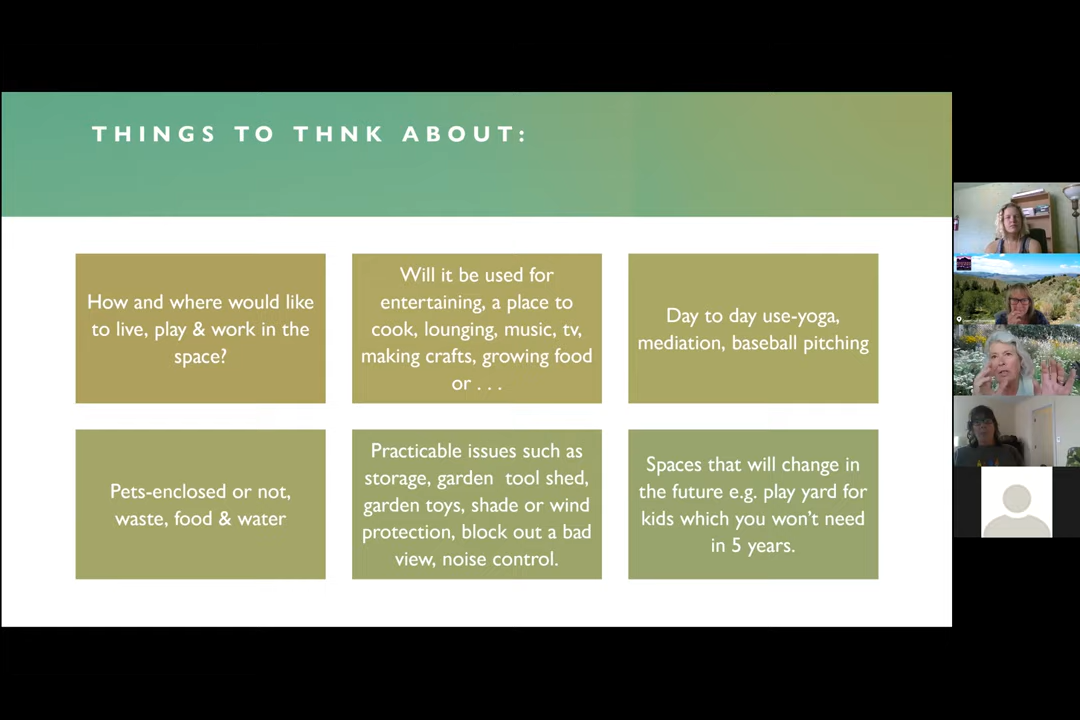 THINGS TO THNK ABOUT:
How and where would like
to live, play & work in the
space?
Will it be used for
entertaining, a place to
cook, lounging, music, tv,
making crafts, growing food
or . . .
Day to day use-yoga,
mediation, baseball pitching
Pets-enclosed or not,
waste, food & water
Practicable issues such as
storage, garden  tool shed,
garden toys, shade or wind
protection, block out a bad
view, noise control.
Spaces that will change in
the future e.g. play yard for
kids which you won’t need
in 5 years.